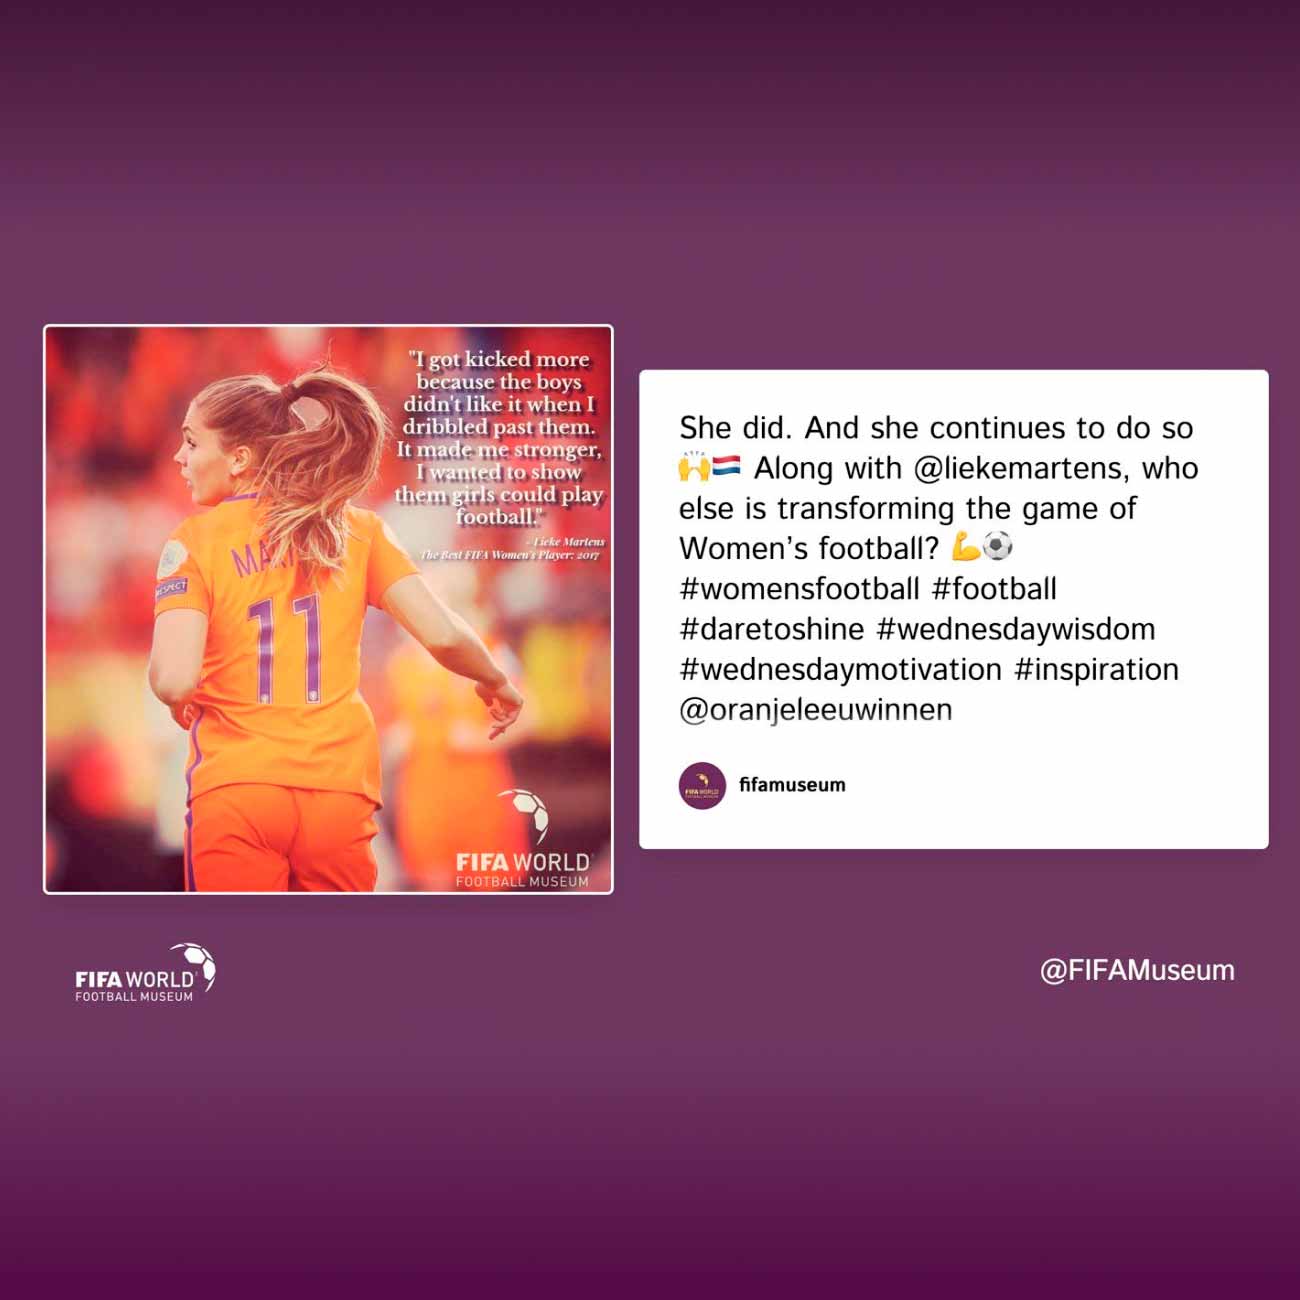 "I got kicked more
because the boys
didn't like it when I
dribbled past them.
It made me stronger,
I wanted to show
them girls could play
football."
- Lieke Martens
The Best FIFA Women's Player: 2017
MA
11
RESPECT
FIFA WORLD
FOOTBALL MUSEUM
She did. And she continues to do so
🙌🇳🇱 Along with @liekemartens, who
else is transforming the game of
Women’s football? 💪⚽
#womensfootball #football
#daretoshine #wednesdaywisdom
#wednesdaymotivation #inspiration
@oranjeleeuwinnen
FIFA WORLD
FOOTBALL MUSEUM
fifamuseum
FIFA WORLD
FOOTBALL MUSEUM
@FIFAMuseum